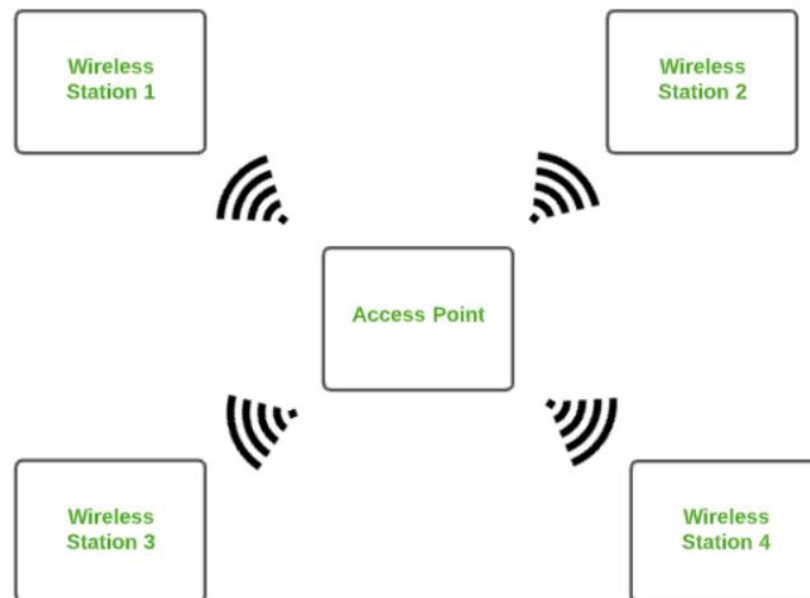 Wireless
Station 1
Wireless
Station 2
Access Point
Wireless
Station 3
Wireless
Station 4